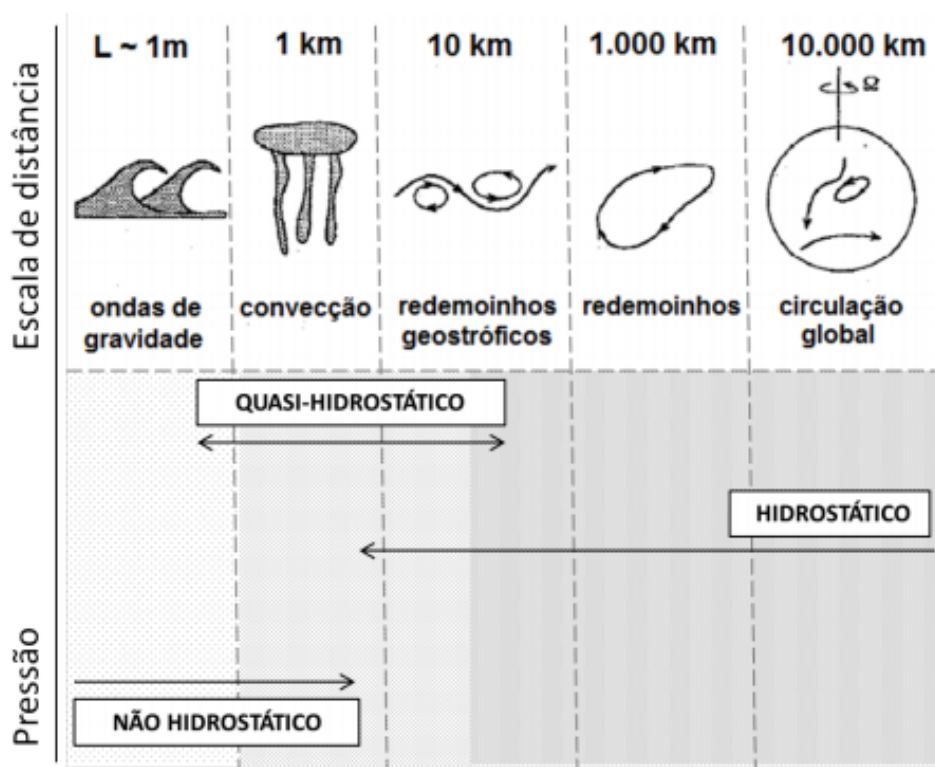 Escala de distância
L ~ 1m
1 km
10 km
1.000 km
10.000 km
Ω
ondas de
gravidade
convecção
redemoinhos
geostróficos
redemoinhos
circulação
global
Pressão
QUASI-HIDROSTÁTICO
HIDROSTÁTICO
NÃO HIDROSTÁTICO